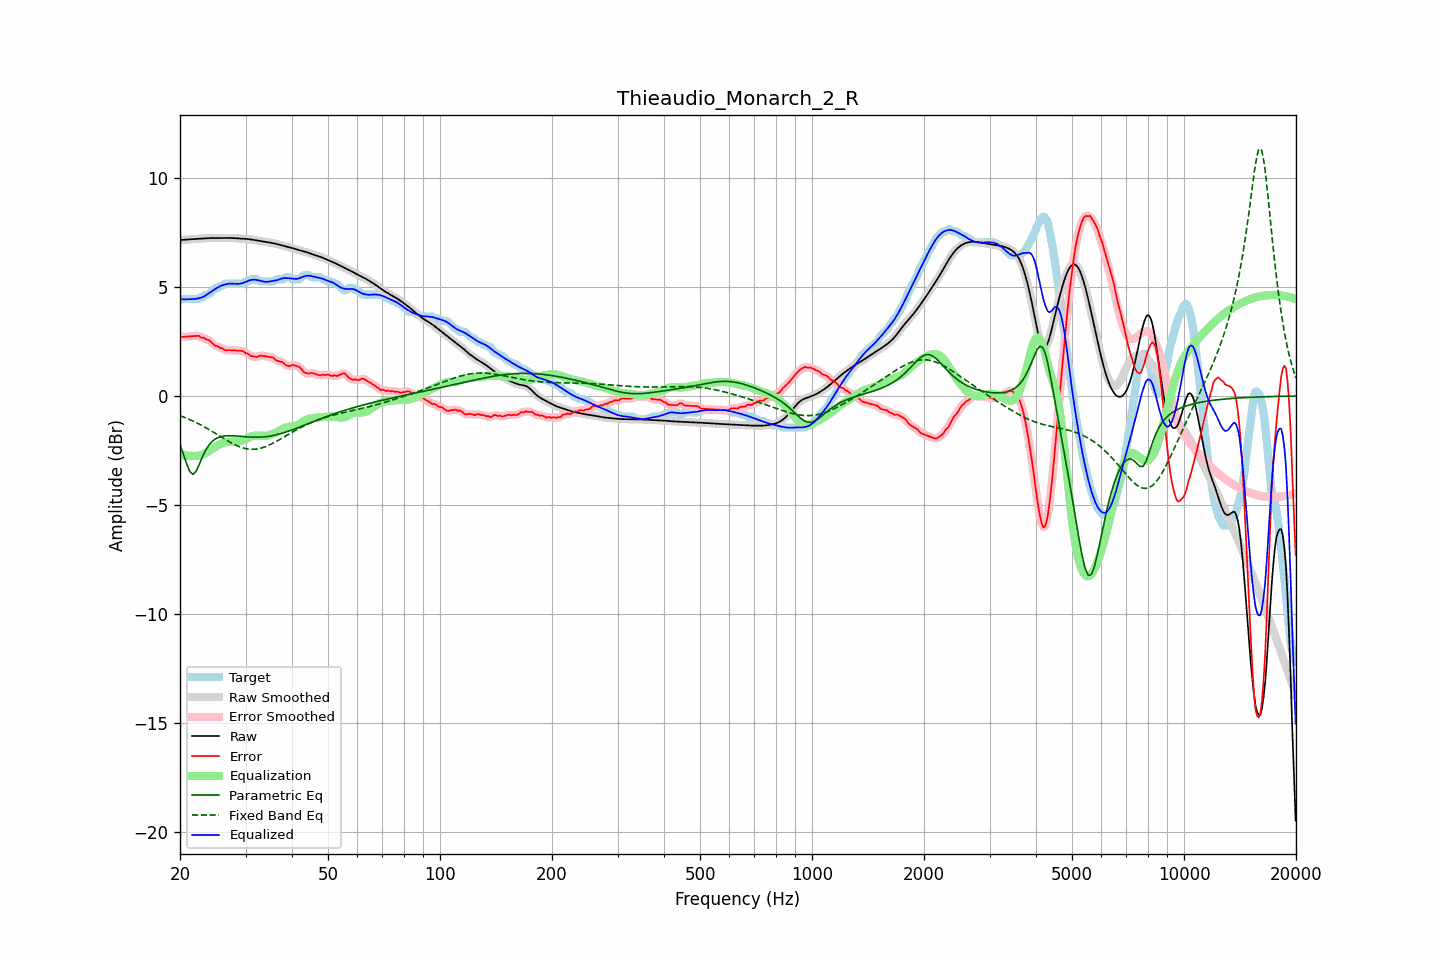 Thieaudio_Monarch_2_R
Amplitude (dBr)
10
5
0
−5
−10
−15
−20
Target
Raw Smoothed
Error Smoothed
Raw
Error
Equalization
Parametric Eq
Fixed Band Eq
Equalized
20 50 100 200 500 1000 2000 5000 10000 20000
Frequency (Hz)